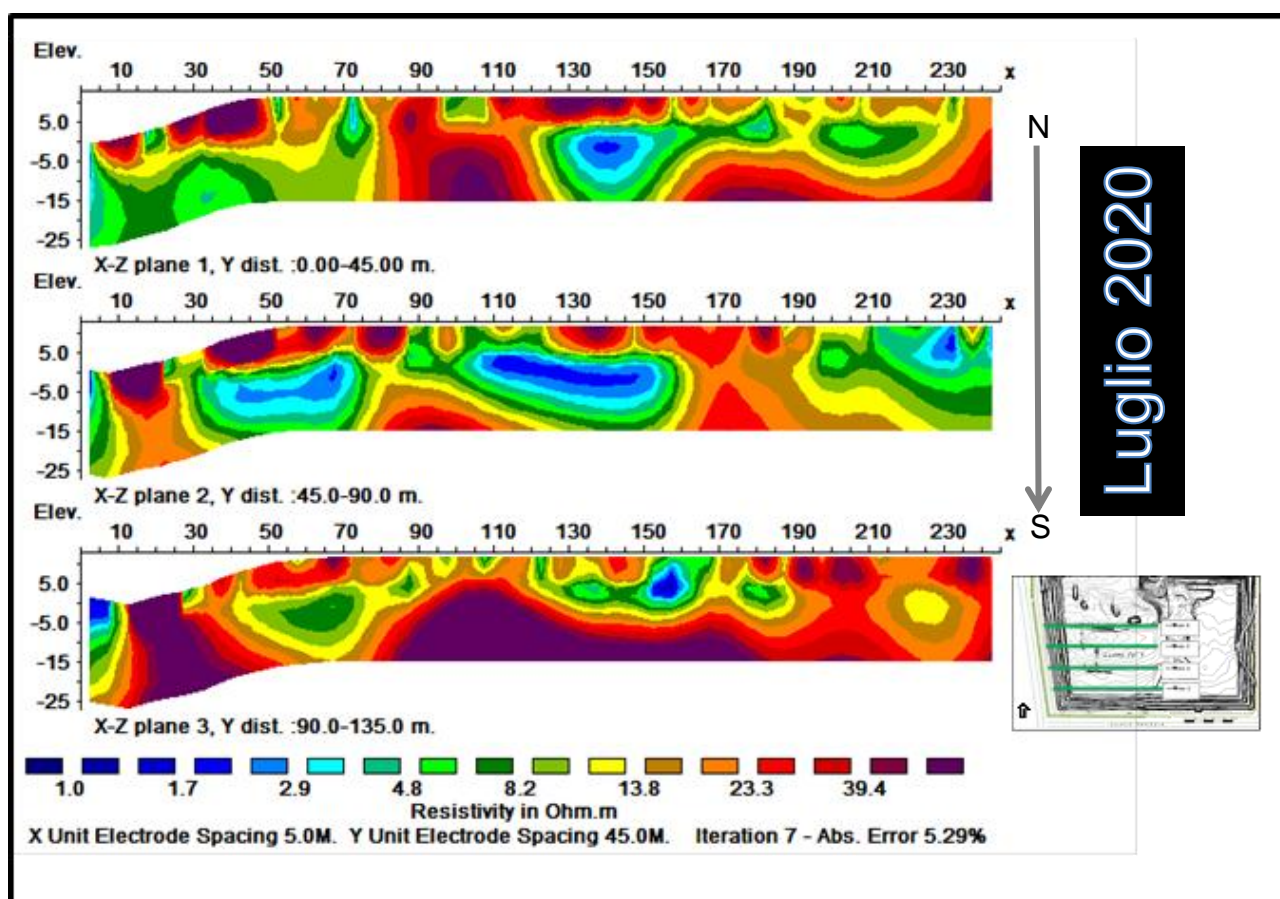 Elev.
10 30 50 70 90 110 130 150 170 190 210 230 x
5.0
-5.0
-15
-25
X-Z plane 1, Y dist. :0.00-45.00 m.
Elev.
10 30 50 70 90 110 130 150 170 190 210 230 x
5.0
-5.0
-15
-25
X-Z plane 2, Y dist. :45.0-90.0 m.
Elev.
10 30 50 70 90 110 130 150 170 190 210 230 x
5.0
-5.0
-15
-25
X-Z plane 3, Y dist. :90.0-135.0 m.
1.0 1.7 2.9 4.8 8.2 13.8 23.3 39.4
Resistivity in Ohm.m
X Unit Electrode Spacing 5.0M. Y Unit Electrode Spacing 45.0M. Iteration 7 - Abs. Error 5.29%
N
S
Luglio 2020